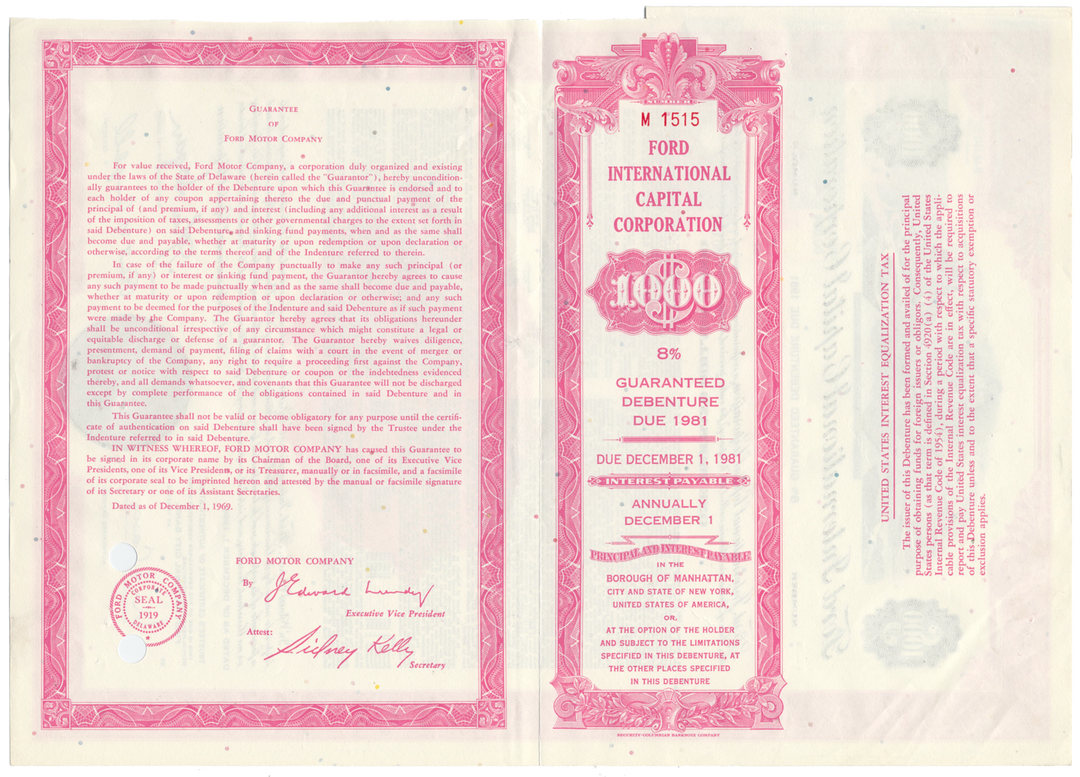 GUARANTEE
OF
FORD MOTOR COMPANY
For value received, Ford Motor Company, a corporation duly organized and existing
under the laws of the State of Delaware (herein called the "Guarantor"), hereby uncondition-
ally guarantees to the holder of the Debenture upon which this Guarantee is endorsed and to
each holder of any coupon appertaining thereto the due and punctual payment of the
principal of (and premium, if any) and interest (including any additional interest as a result
of the imposition of taxes, assessments or other governmental charges to the extent set forth in
said Debenture) on said Debenture, and sinking fund payments, when and as the same shall
become due and payable, whether at maturity or upon redemption or upon declaration or
otherwise, according to the terms thereof and of the Indenture referred to therein.
In case of the failure of the Company punctually to make any such principal (or
premium, if any) or interest or sinking fund payment, the Guarantor hereby agrees to cause
any such payment to be made punctually when and as the same shall become due and payable,
whether at maturity or upon redemption or upon declaration or otherwise; and any such
payment to be deemed for the purposes of the Indenture and said Debenture as if such payment
were made by the Company. The Guarantor hereby agrees that its obligations hereunder
shall be unconditional irrespective of any circumstance which might constitute a legal or
equitable discharge or defense of a guarantor. The Guarantor hereby waives diligence,
presentment, demand of payment, filing of claims with a court in the event of merger or
bankruptcy of the Company, any right to require a proceeding first against the Company,
protest or notice with respect to said Debenture or coupon or the indebtedness evidenced
thereby, and all demands whatsoever, and covenants that this Guarantee will not be discharged
except by complete performance of the obligations contained in said Debenture and in
this Guarantee.
This Guarantee shall not be valid or become obligatory for any purpose until the certifi-
cate of authentication on said Debenture shall have been signed by the Trustee under the
Indenture referred to in said Debenture.
IN WITNESS WHEREOF, FORD MOTOR COMPANY has caused this Guarantee to
be signed in its corporate name by its Chairman of the Board, one of its Executive Vice
Presidents, one of its Vice Presidents, or its Treasurer, manually or in facsimile, and a facsimile
of its corporate seal to be imprinted hereon and attested by the manual or facsimile signature
of its Secretary or one of its Assistant Secretaries.
Dated as of December 1, 1969.
FORD MOTOR COMPANY
By J Edward Lundy
Executive Vice President
Attest:
Sidney Kelly
Secretary
FORD MOTOR COMPANY
CORPORATE
SEAL
1919
DELAWARE
NUMBER
M 1515
FORD
INTERNATIONAL
CAPITAL
CORPORATION
$1000
8%
GUARANTEED
DEBENTURE
DUE 1981
DUE DECEMBER 1, 1981
INTEREST PAYABLE
ANNUALLY
DECEMBER 1
PRINCIPAL AND INTEREST PAYABLE
IN THE
BOROUGH OF MANHATTAN,
CITY AND STATE OF NEW YORK,
UNITED STATES OF AMERICA,
OR,
AT THE OPTION OF THE HOLDER
AND SUBJECT TO THE LIMITATIONS
SPECIFIED IN THIS DEBENTURE, AT
THE OTHER PLACES SPECIFIED
IN THIS DEBENTURE
SECURITY-COLUMBIAN BANKNOTE COMPANY
UNITED STATES INTEREST EQUALIZATION TAX
The issuer of this Debenture has been formed and availed of for the principal
purpose of obtaining funds for foreign issuers or obligors. Consequently, United
States persons (as that term is defined in Section 4920(a) (4) of the United States
Internal Revenue Code of 1954), during a period with respect to which the appli-
cable provisions of the Internal Revenue Code are in effect, will be required to
report and pay United States interest equalization tax with respect to acquisitions
of this Debenture unless and to the extent that a specific statutory exemption or
exclusion applies.